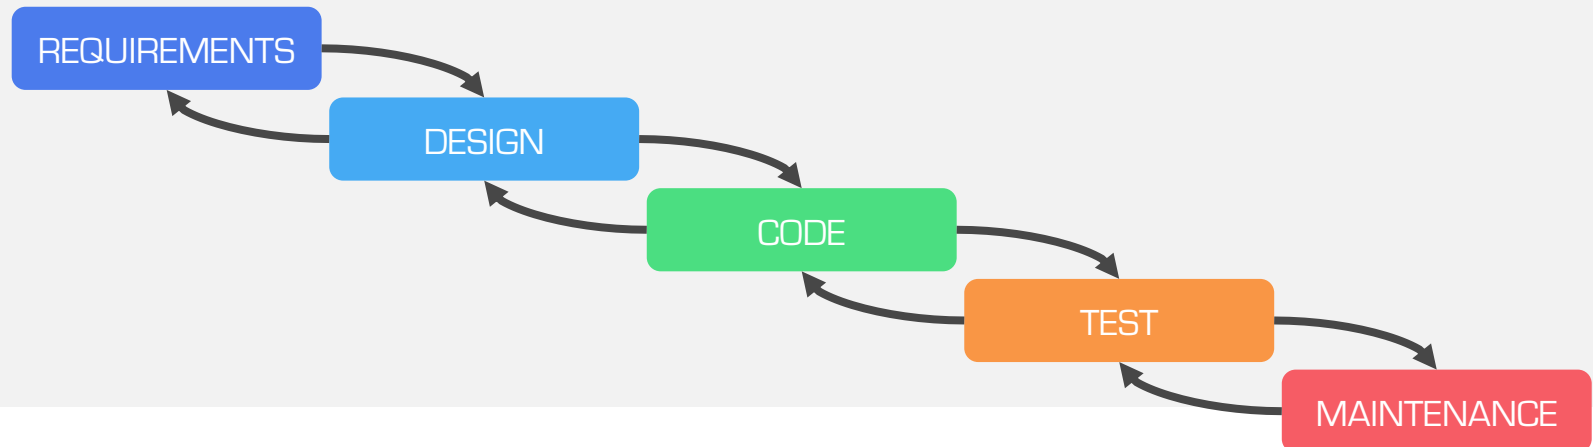 REQUIREMENTS
DESIGN
CODE
TEST
MAINTENANCE